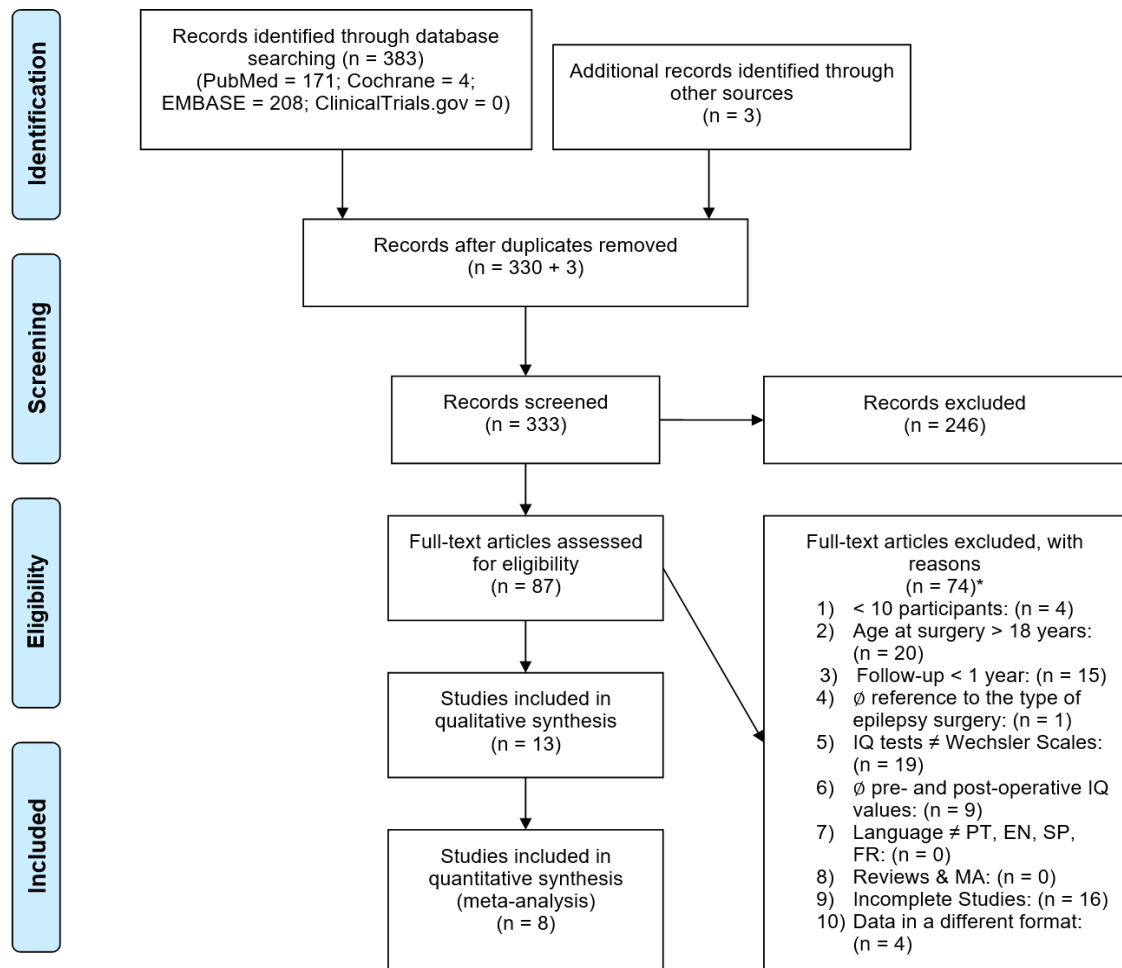 Identification
Records identified through database
searching (n = 383)
(PubMed = 171; Cochrane = 4;
EMBASE = 208; ClinicalTrials.gov = 0)
Additional records identified through
other sources
(n = 3)
Records after duplicates removed
(n = 330 + 3)
Screening
Records screened
(n = 333)
Records excluded
(n = 246)
Eligibility
Full-text articles assessed
for eligibility
(n = 87)
Full-text articles excluded, with
reasons
(n = 74)*
1) < 10 participants: (n = 4)
2) Age at surgery > 18 years:
(n = 20)
3) Follow-up < 1 year: (n = 15)
4) ∅ reference to the type of
epilepsy surgery: (n = 1)
5) IQ tests ≠ Wechsler Scales:
(n = 19)
6) ∅ pre- and post-operative IQ
values: (n = 9)
7) Language ≠ PT, EN, SP,
FR: (n = 0)
8) Reviews & MA: (n = 0)
9) Incomplete Studies: (n = 16)
10) Data in a different format:
(n = 4)
Studies included in
qualitative synthesis
(n = 13)
Included
Studies included in
quantitative synthesis
(meta-analysis)
(n = 8)